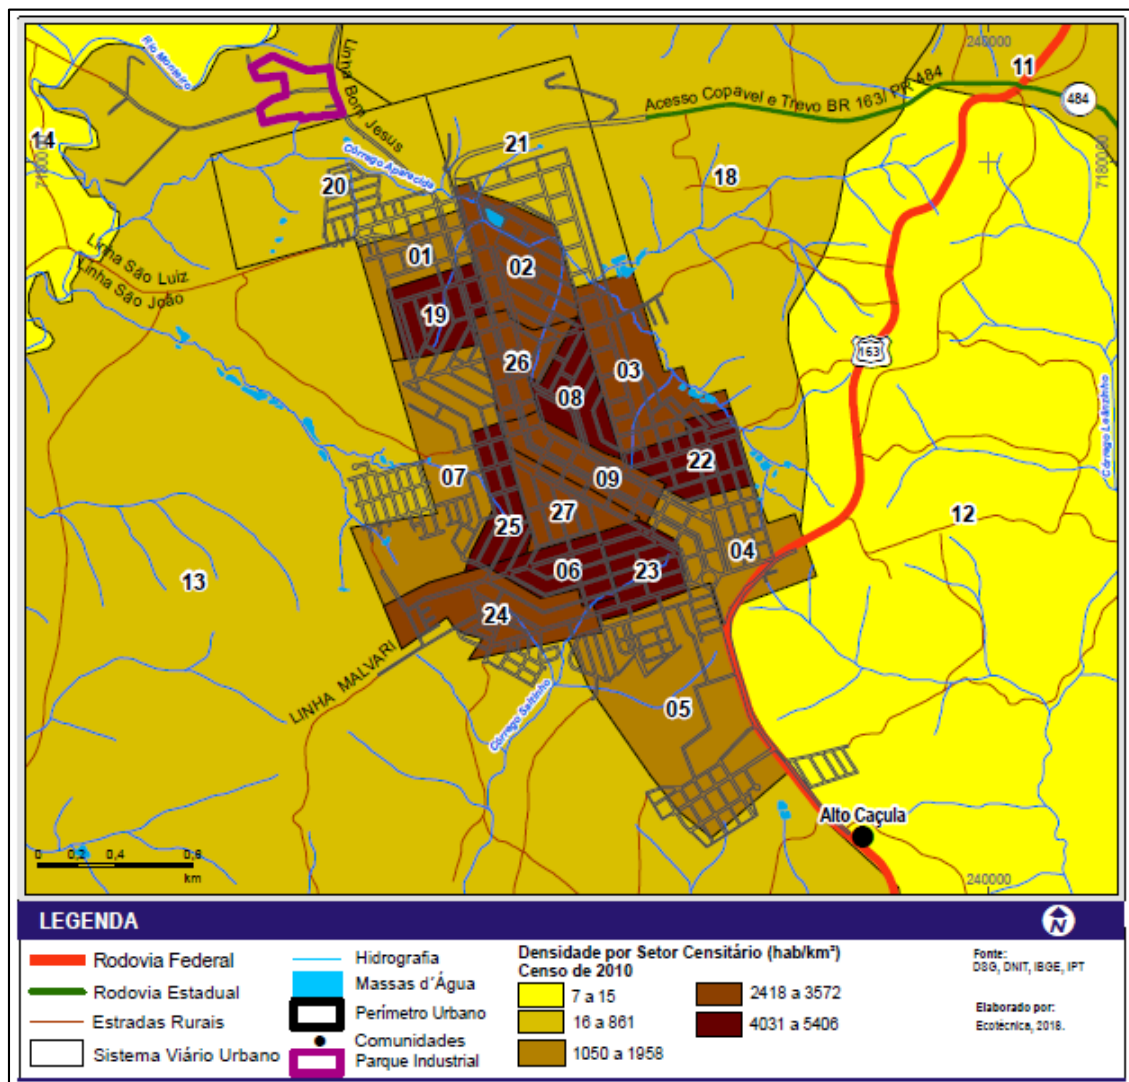 240000
11
Rio Monteiro
Linha Bom Jesus
Acesso Copavel e Trevo BR 163/ PR 484
484
14
7180000
21
Córrego Aparecida
7180000
20
18
01
02
Linha São Luiz
Linha São João
19
26
03
163
08
Córrego Leãozinho
07
09
22
25
27
12
04
13
06
23
24
LINHA MALVARI
05
Córrego Saltinho
Alto Caçula
0 0,2 0,4 0,8
km
240000
LEGENDA
N
Rodovia Federal
Rodovia Estadual
Estradas Rurais
Sistema Viário Urbano
Hidrografia
Massas d´Água
Perímetro Urbano
Comunidades
Parque Industrial
Densidade por Setor Censitário (hab/km²)
Censo de 2010
7 a 15
16 a 861
1050 a 1958
2418 a 3572
4031 a 5406
Fonte:
DSG, DNIT, IBGE, IPT
Elaborado por:
Ecotécnica, 2018.